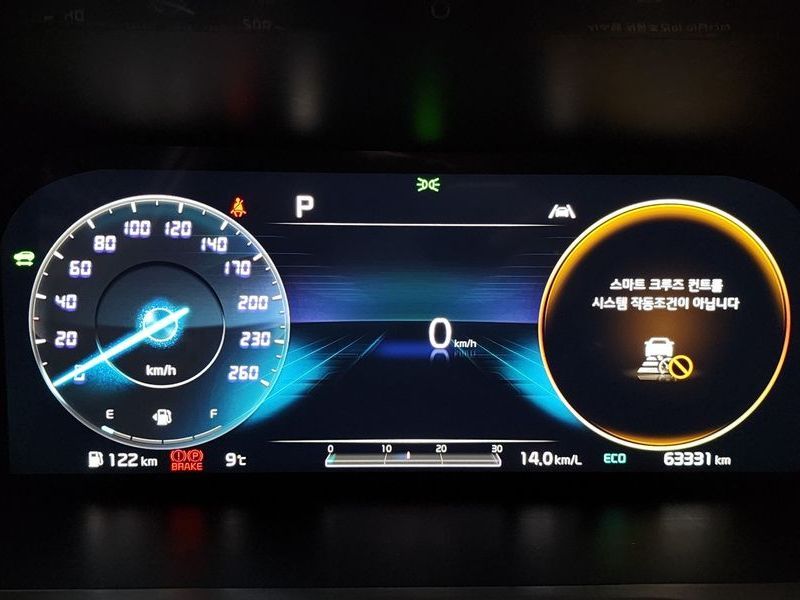 P
100 120
80 140
60 170
40 200
20 230
0 260
km/h
E F
0 km/h
스마트 크루즈 컨트롤
시스템 작동조건이 아닙니다
0 10 20 30
122 km
(!) (P)
BRAKE
9℃
14.0 km/L
ECO
63331 km